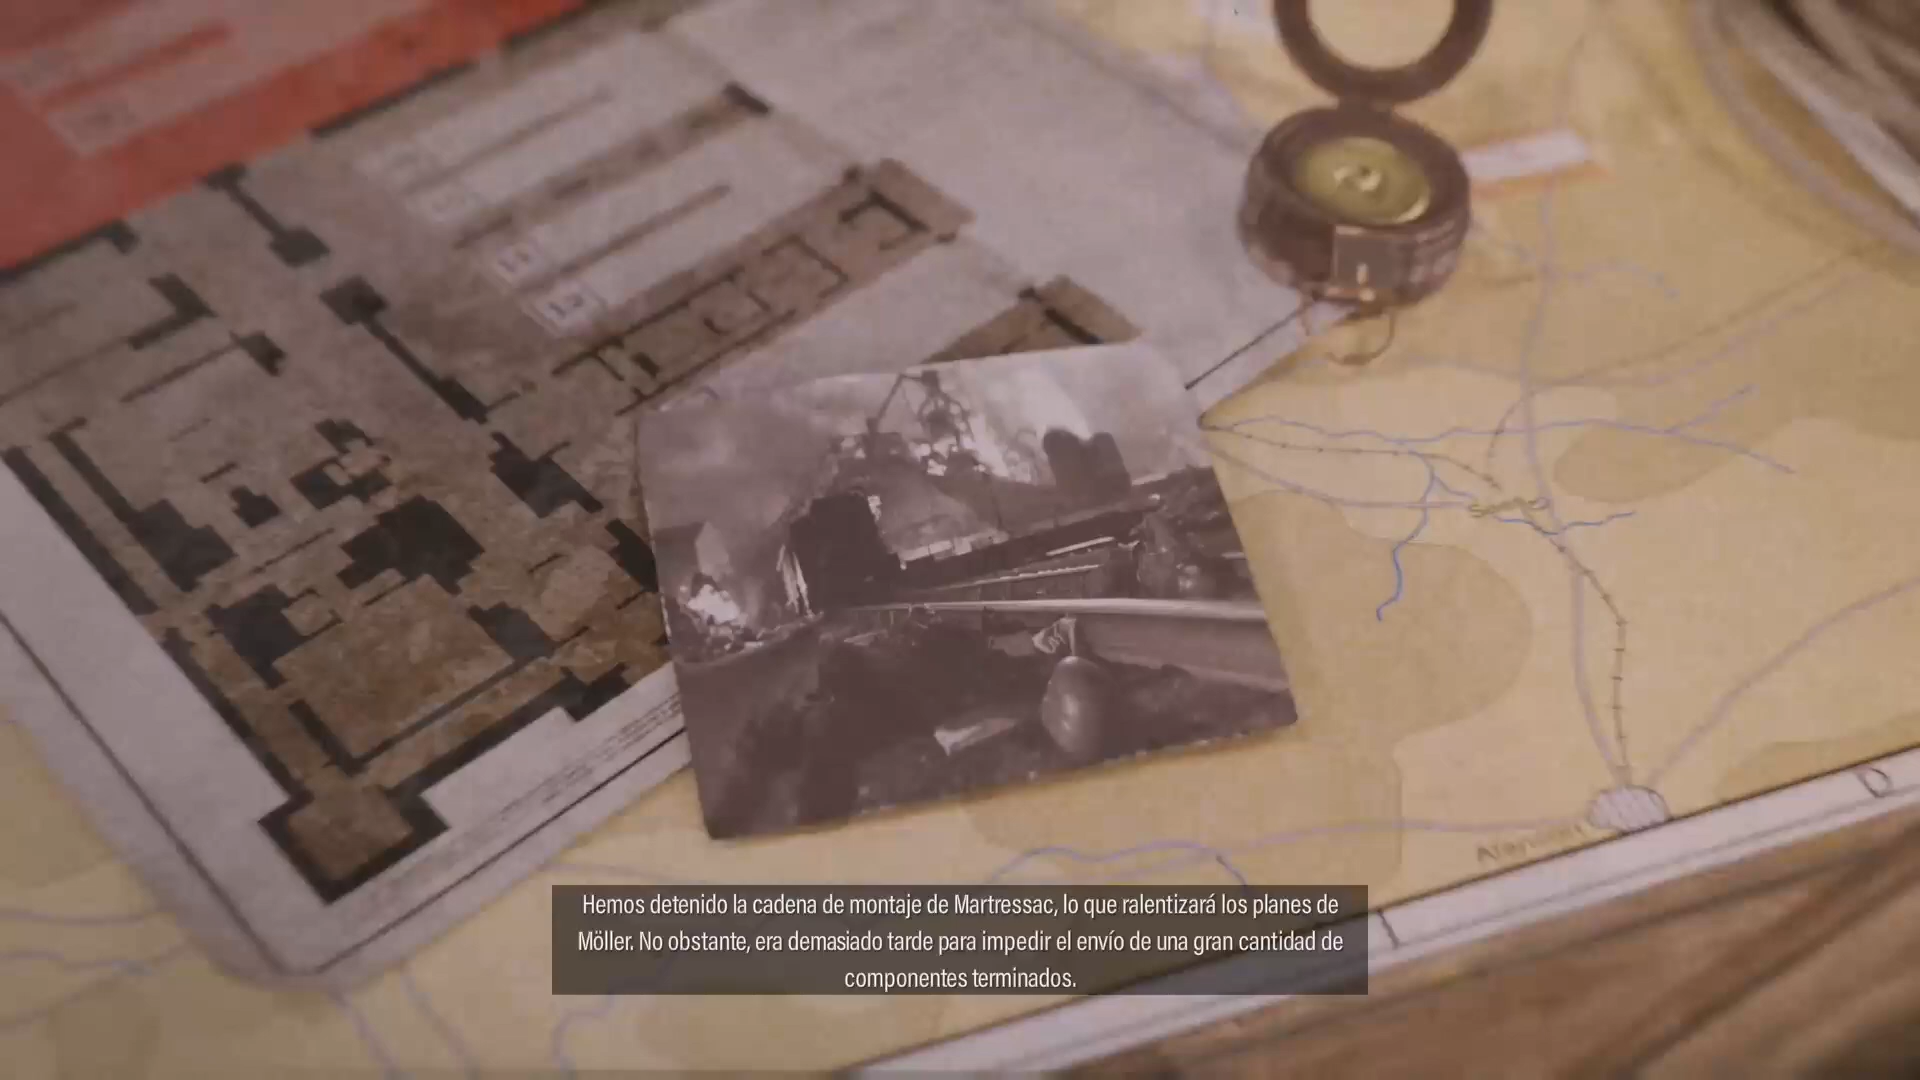 Hemos detenido la cadena de montaje de Martressac, lo que ralentizará los planes de
Möller. No obstante, era demasiado tarde para impedir el envío de una gran cantidad de
componentes terminados.
D